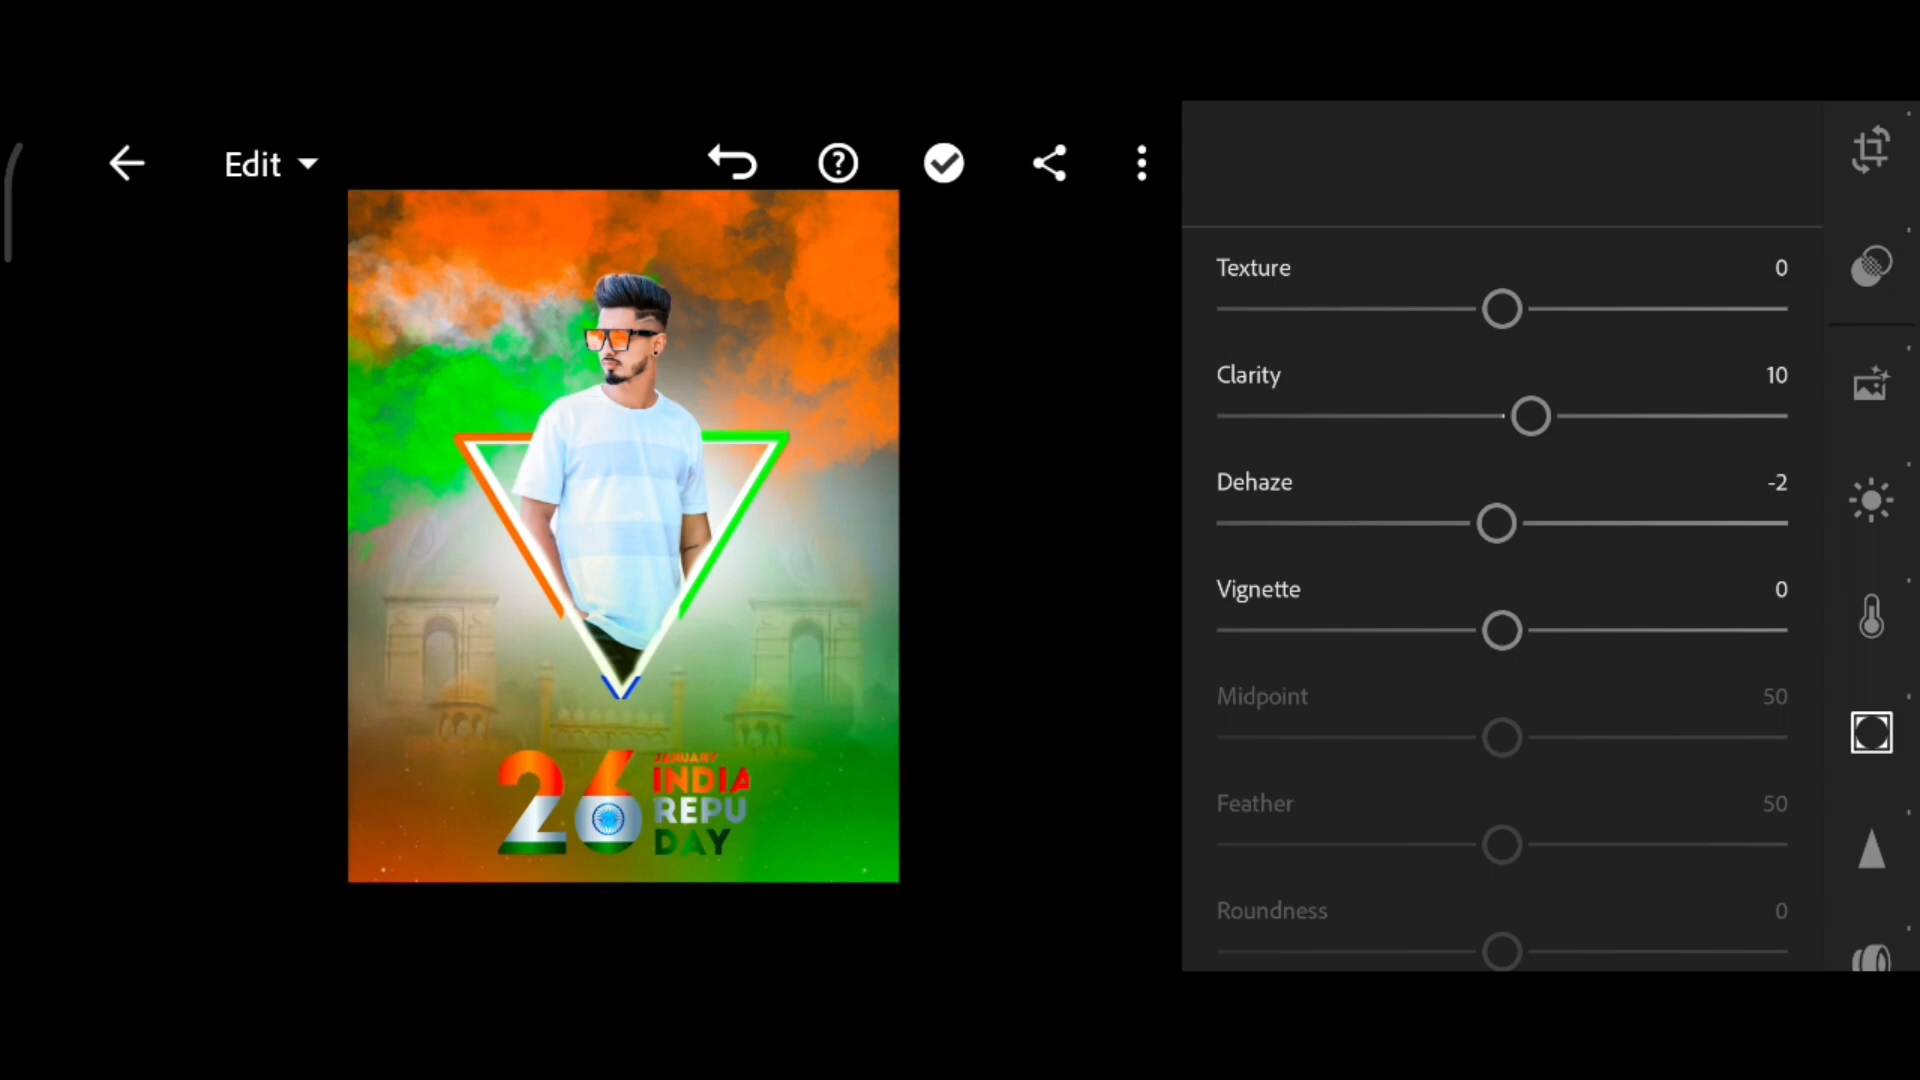 Edit
Texture 0
Clarity 10
Dehaze -2
Vignette 0
Midpoint 50
Feather 50
Roundness 0
26
JANUARY
INDIA
REPU
DAY